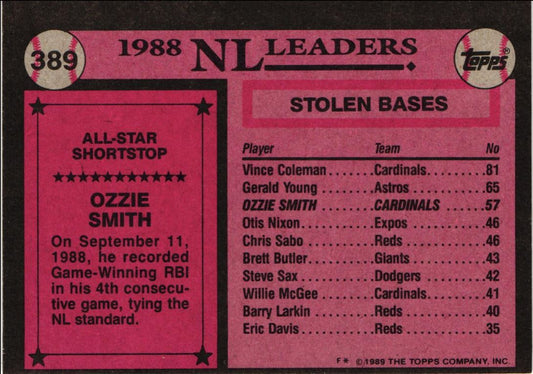 389
1988 NL LEADERS
Topps
ALL-STAR
SHORTSTOP
OZZIE
SMITH
On September 11,
1988, he recorded
Game-Winning RBI
in his 4th consecu-
tive game, tying the
NL standard.
STOLEN BASES
Player Team No
Vince Coleman.......Cardinals........81
Gerald Young........Astros.............65
OZZIE SMITH........CARDINALS....57
Otis Nixon.............Expos..............46
Chris Sabo............Reds...............46
Brett Butler............Giants.............43
Steve Sax..............Dodgers..........42
Willie McGee.........Cardinals........41
Barry Larkin...........Reds...............40
Eric Davis..............Reds...............35
F* ©1989 THE TOPPS COMPANY, INC.